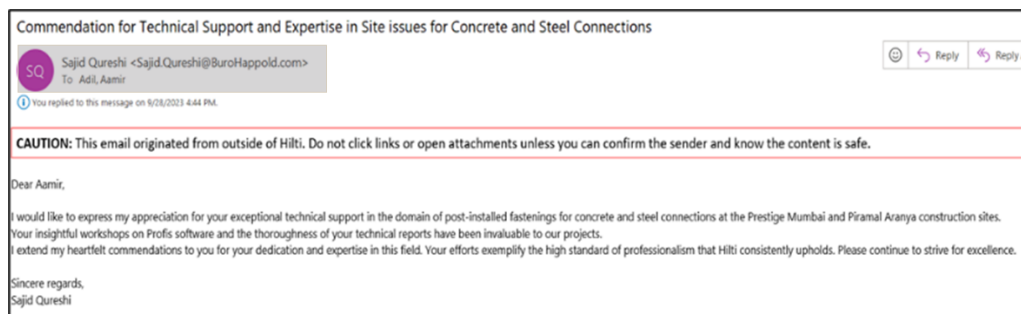 Commendation for Technical Support and Expertise in Site issues for Concrete and Steel Connections
SQ
Sajid Qureshi <Sajid.Qureshi@BuroHappold.com>
To Adil, Aamir
Reply
Reply
You replied to this message on 9/28/2023 4:44 PM.
CAUTION: This email originated from outside of Hilti. Do not click links or open attachments unless you can confirm the sender and know the content is safe.
Dear Aamir,
I would like to express my appreciation for your exceptional technical support in the domain of post-installed fastenings for concrete and steel connections at the Prestige Mumbai and Piramal Aranya construction sites.
Your insightful workshops on Profis software and the thoroughness of your technical reports have been invaluable to our projects.
I extend my heartfelt commendations to you for your dedication and expertise in this field. Your efforts exemplify the high standard of professionalism that Hilti consistently upholds. Please continue to strive for excellence.
Sincere regards,
Sajid Qureshi